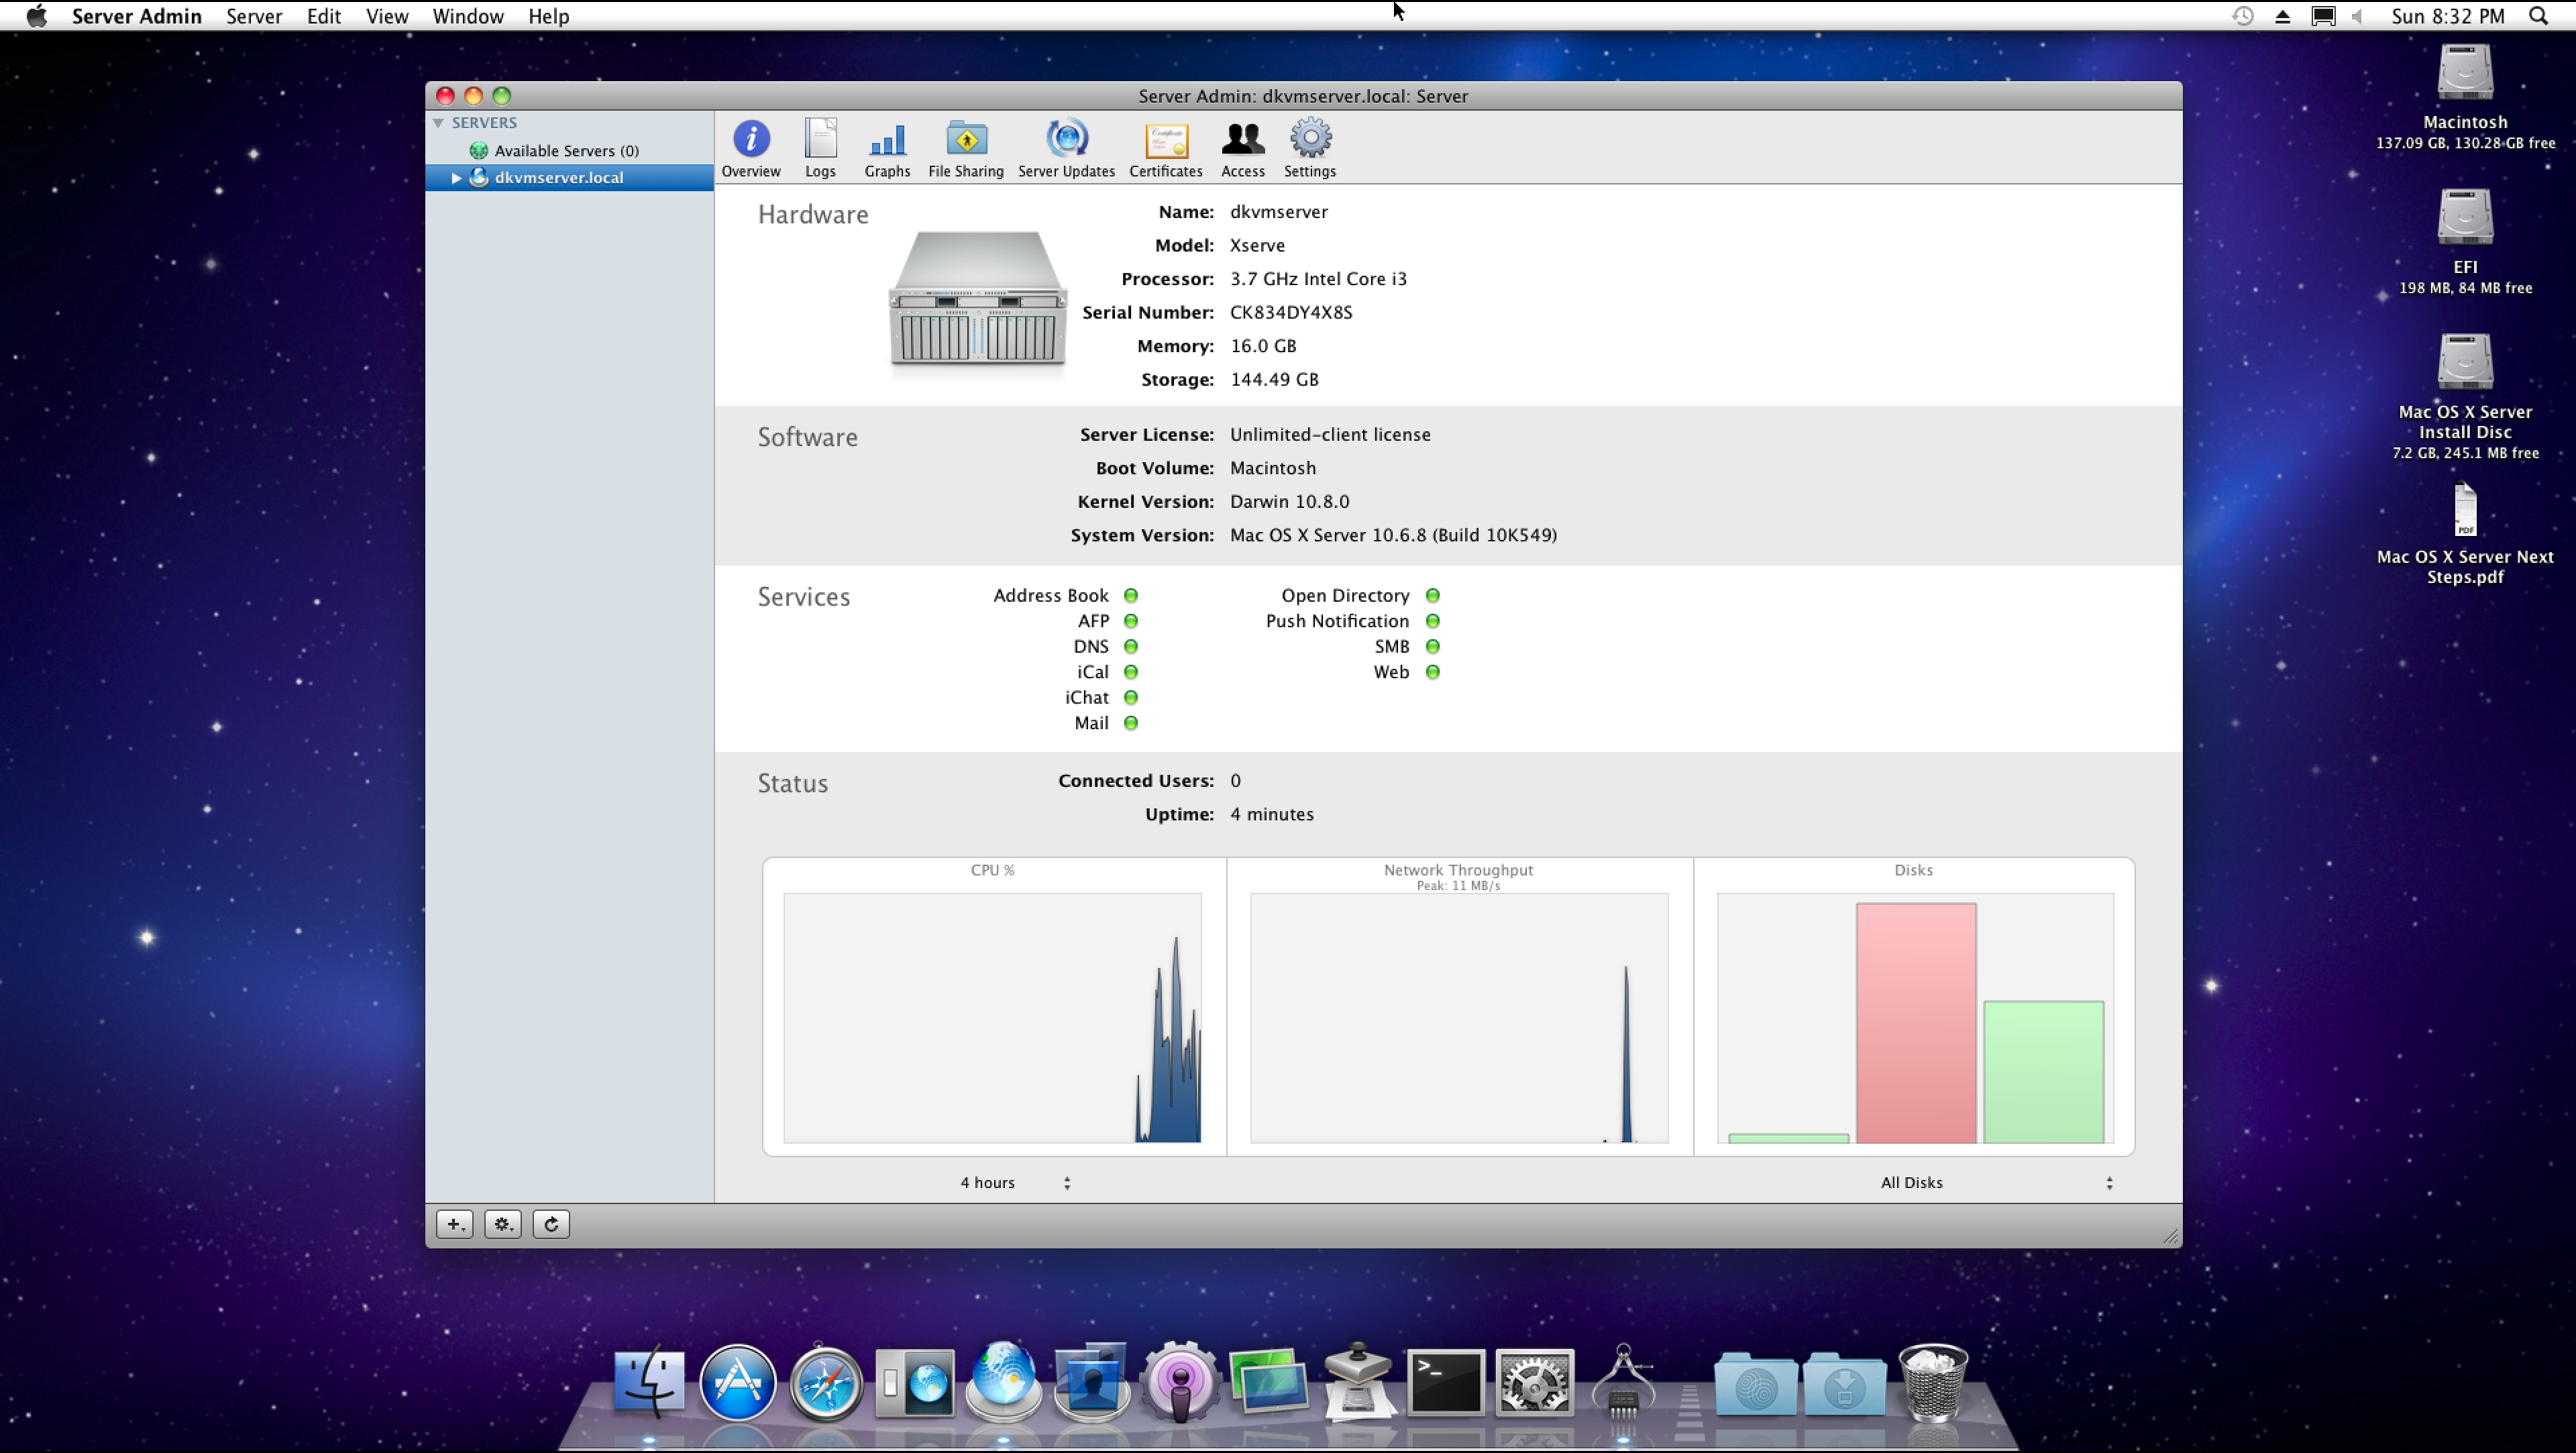 Server Admin Server Edit View Window Help
Sun 8:32 PM
Server Admin: dkvmserver.local: Server
SERVERS
Available Servers (0)
dkvmserver.local
Overview Logs Graphs File Sharing Server Updates Certificates Access Settings
Hardware
Name: dkvmserver
Model: Xserve
Processor: 3.7 GHz Intel Core i3
Serial Number: CK834DY4X8S
Memory: 16.0 GB
Storage: 144.49 GB
Software
Server License: Unlimited-client license
Boot Volume: Macintosh
Kernel Version: Darwin 10.8.0
System Version: Mac OS X Server 10.6.8 (Build 10K549)
Services
Address Book
AFP
DNS
iCal
iChat
Mail
Open Directory
Push Notification
SMB
Web
Status
Connected Users: 0
Uptime: 4 minutes
CPU %
Network Throughput
Peak: 11 MB/s
Disks
4 hours
All Disks
Macintosh
137.09 GB, 130.28 GB free
EFI
198 MB, 84 MB free
Mac OS X Server
Install Disc
7.2 GB, 245.1 MB free
PDF
Mac OS X Server Next
Steps.pdf